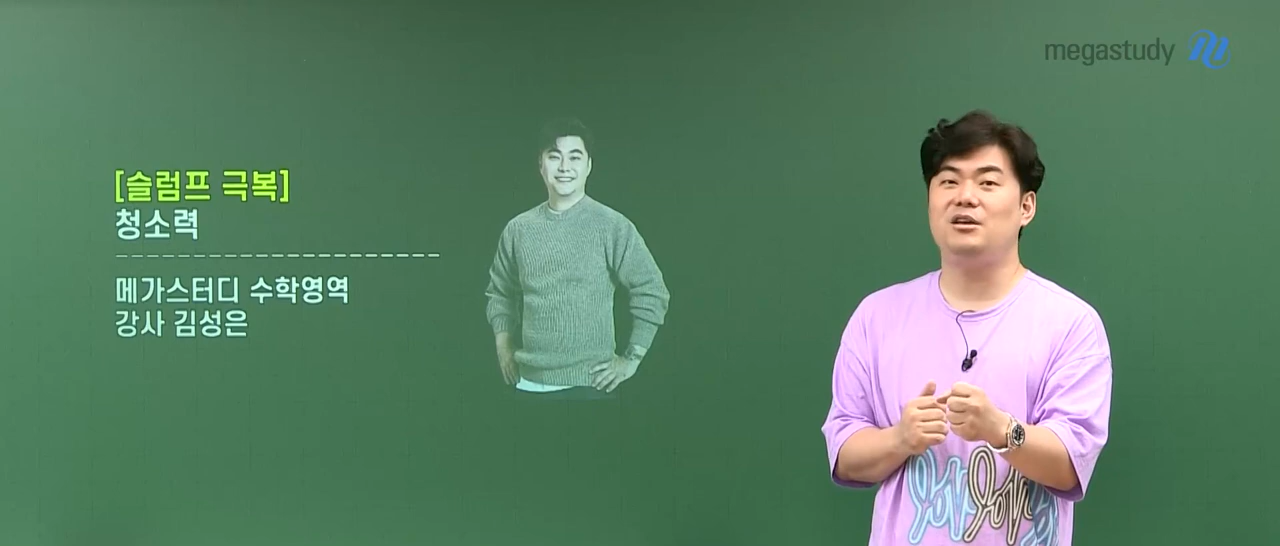 megastudy
[슬럼프 극복]
청소력
메가스터디 수학영역
강사 김성은